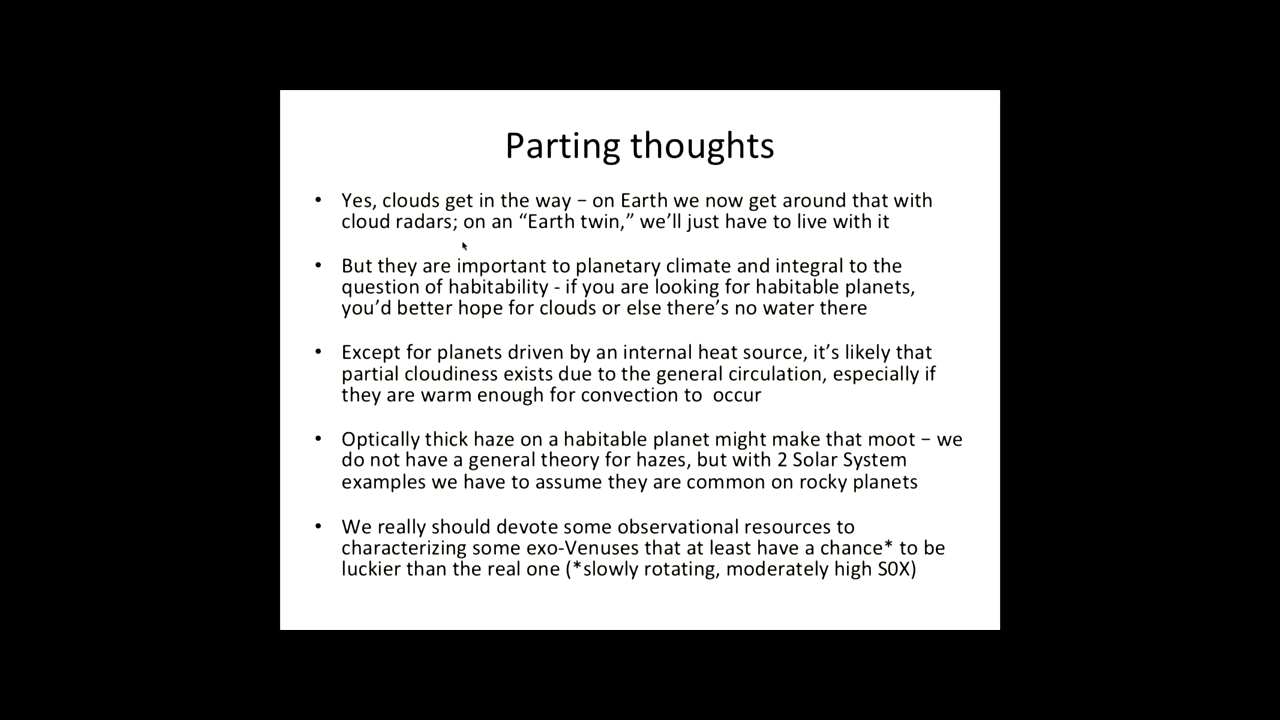 Parting thoughts
• Yes, clouds get in the way – on Earth we now get around that with
cloud radars; on an “Earth twin,” we’ll just have to live with it
• But they are important to planetary climate and integral to the
question of habitability - if you are looking for habitable planets,
you’d better hope for clouds or else there’s no water there
• Except for planets driven by an internal heat source, it’s likely that
partial cloudiness exists due to the general circulation, especially if
they are warm enough for convection to  occur
• Optically thick haze on a habitable planet might make that moot – we
do not have a general theory for hazes, but with 2 Solar System
examples we have to assume they are common on rocky planets
• We really should devote some observational resources to
characterizing some exo-Venuses that at least have a chance* to be
luckier than the real one (*slowly rotating, moderately high S0X)